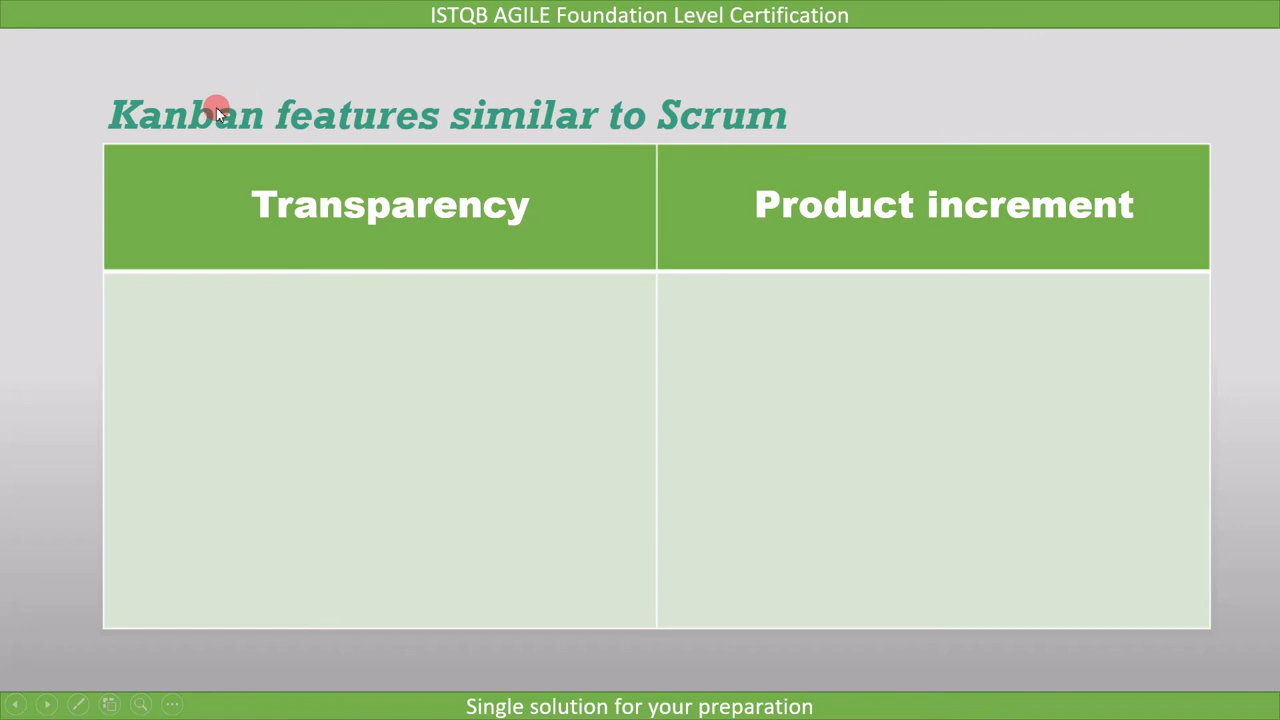 ISTQB AGILE Foundation Level Certification
Kanban features similar to Scrum
Transparency
Product increment
Single solution for your preparation